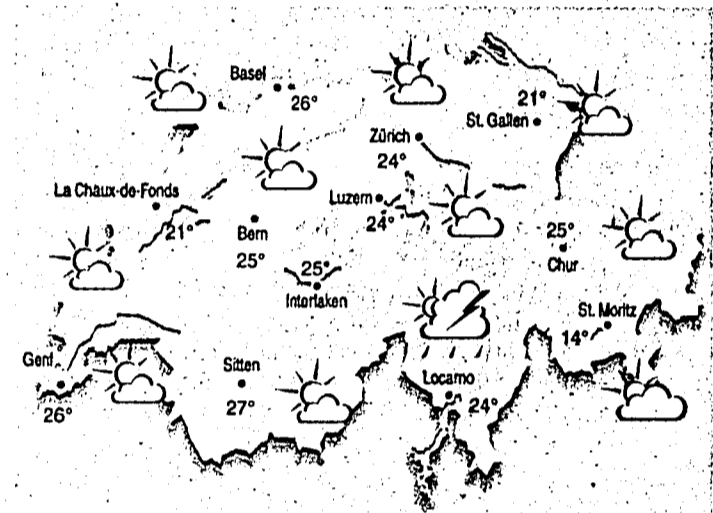 Basel
26°
21°
St. Gallen
Zürich
24°
La Chaux-de-Fonds
21°
Luzern
24°
Bern
25°
25°
Interlaken
25°
Chur
St. Moritz
14°
Genf
26°
Sitten
27°
Locarno
24°